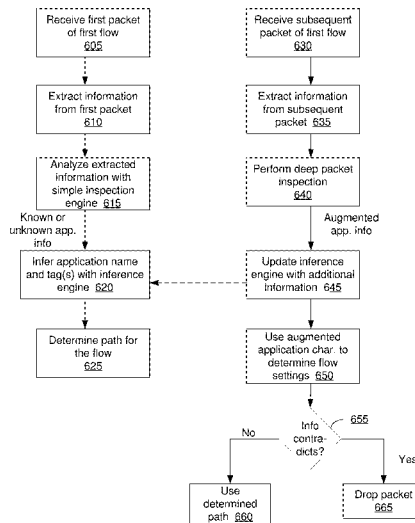 Receive first packet
of first flow
605
Extract information
from first packet
610
Analyze extracted
information with
simple inspection
engine 615
Known or
unknown app.
info
Infer application name
and tag(s) with inference
engine 620
Determine path for
the flow
625
Receive subsequent
packet of first flow
630
Extract information
from subsequent
packet 635
Perform deep packet
inspection
640
Augmented
app. info
Update inference
engine with additional
information 645
Use augmented
application char. to
determine flow
settings 650
655
Info
contra-
dicts?
No
Yes
Use
determined
path 660
Drop packet
665